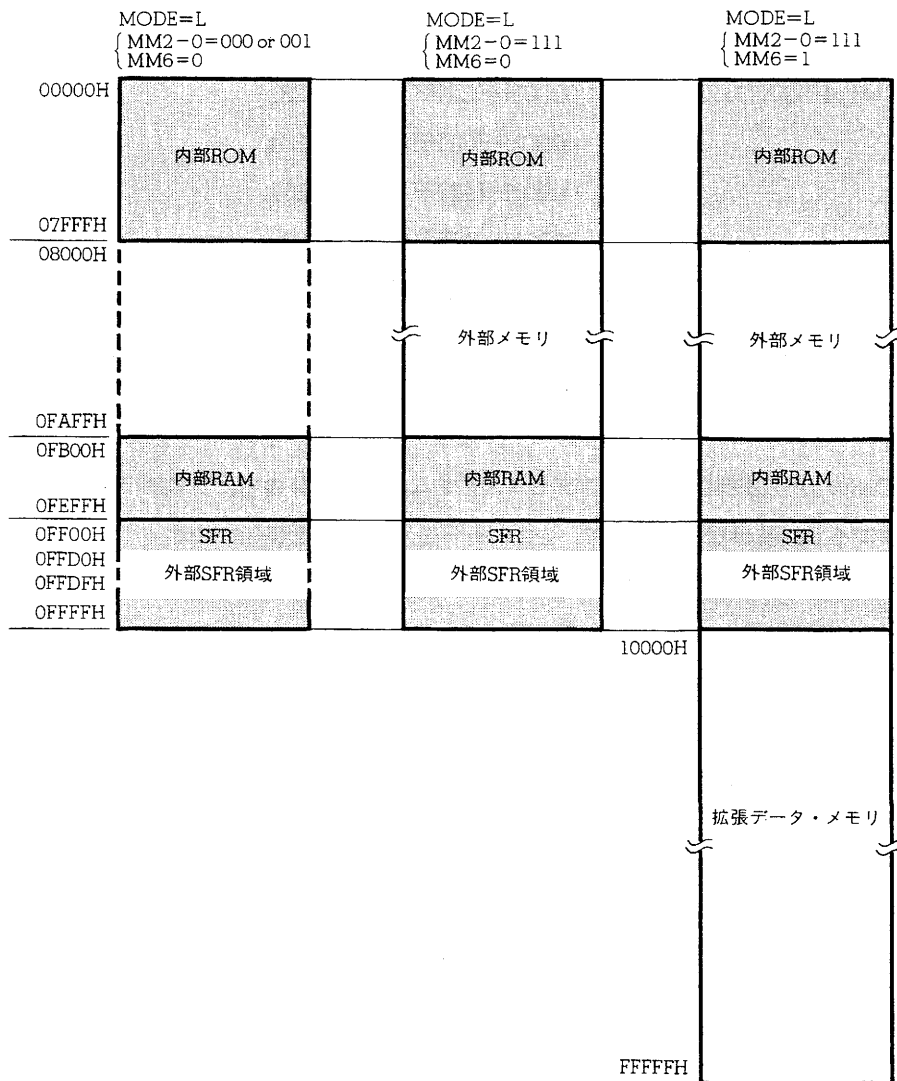 MODE=L
MM2-0=000 or 001
MM6=0
MODE=L
MM2-0=111
MM6=0
MODE=L
MM2-0=111
MM6=1
00000H
内部ROM
内部ROM
内部ROM
07FFFH
08000H
外部メモリ
外部メモリ
0FAFFH
0FB00H
内部RAM
内部RAM
内部RAM
0FEFFH
0FF00H
SFR
SFR
SFR
0FFD0H
外部SFR領域
外部SFR領域
外部SFR領域
0FFDFH
0FFFFH
10000H
拡張データ・メモリ
FFFFFH